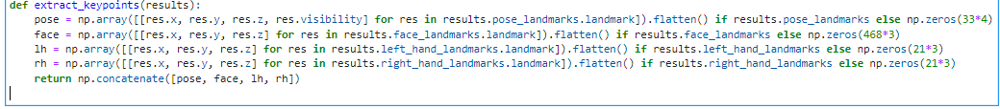 def extract_keypoints(results):
    pose = np.array([[res.x, res.y, res.z, res.visibility] for res in results.pose_landmarks.landmark]).flatten() if results.pose_landmarks else np.zeros(33*4)
    face = np.array([[res.x, res.y, res.z] for res in results.face_landmarks.landmark]).flatten() if results.face_landmarks else np.zeros(468*3)
    lh = np.array([[res.x, res.y, res.z] for res in results.left_hand_landmarks.landmark]).flatten() if results.left_hand_landmarks else np.zeros(21*3)
    rh = np.array([[res.x, res.y, res.z] for res in results.right_hand_landmarks.landmark]).flatten() if results.right_hand_landmarks else np.zeros(21*3)
    return np.concatenate([pose, face, lh, rh])